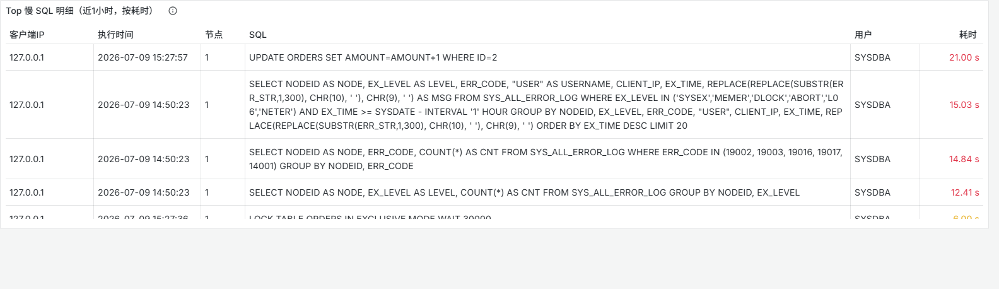 Top 慢 SQL 明细（近1小时，按耗时）
客户端IP 执行时间 节点 SQL 用户 耗时
127.0.0.1 2026-07-09 15:27:57 1 UPDATE ORDERS SET AMOUNT=AMOUNT+1 WHERE ID=2 SYSDBA 21.00 s
SELECT NODEID AS NODE, EX_LEVEL AS LEVEL, ERR_CODE, "USER" AS USERNAME, CLIENT_IP, EX_TIME, REPLACE(REPLACE(SUBSTR(ER
R_STR,1,300), CHR(10), ' '), CHR(9), ' ') AS MSG FROM SYS_ALL_ERROR_LOG WHERE EX_LEVEL IN ('SYSEX','MEMER','DLOCK','ABORT','L0
127.0.0.1 2026-07-09 14:50:23 1 6','NETER') AND EX_TIME >= SYSDATE - INTERVAL '1' HOUR GROUP BY NODEID, EX_LEVEL, ERR_CODE, "USER", CLIENT_IP, EX_TIME, REP SYSDBA 15.03 s
LACE(REPLACE(SUBSTR(ERR_STR,1,300), CHR(10), ' '), CHR(9), ' ') ORDER BY EX_TIME DESC LIMIT 20
127.0.0.1 2026-07-09 14:50:23 1 SELECT NODEID AS NODE, ERR_CODE, COUNT(*) AS CNT FROM SYS_ALL_ERROR_LOG WHERE ERR_CODE IN (19002, 19003, 19016, 19017, SYSDBA 14.84 s
14001) GROUP BY NODEID, ERR_CODE
127.0.0.1 2026-07-09 14:50:23 1 SELECT NODEID AS NODE, EX_LEVEL AS LEVEL, COUNT(*) AS CNT FROM SYS_ALL_ERROR_LOG GROUP BY NODEID, EX_LEVEL SYSDBA 12.41 s
127.0.0.1 2026-07-09 15:27:36 1 LOCK TABLE ORDERS IN EXCLUSIVE MODE WAIT 30000 SYSDBA